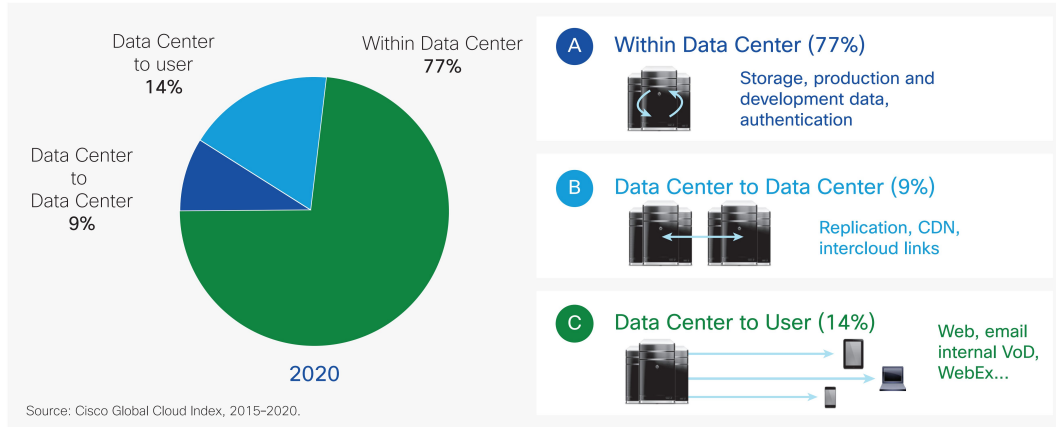 Data Center
to user
14%
Within Data Center
77%
Data Center
to
Data Center
9%
2020
Source: Cisco Global Cloud Index, 2015–2020.
A
Within Data Center (77%)
Storage, production and
development data,
authentication
B
Data Center to Data Center (9%)
Replication, CDN,
intercloud links
C
Data Center to User (14%)
Web, email
internal VoD,
WebEx...